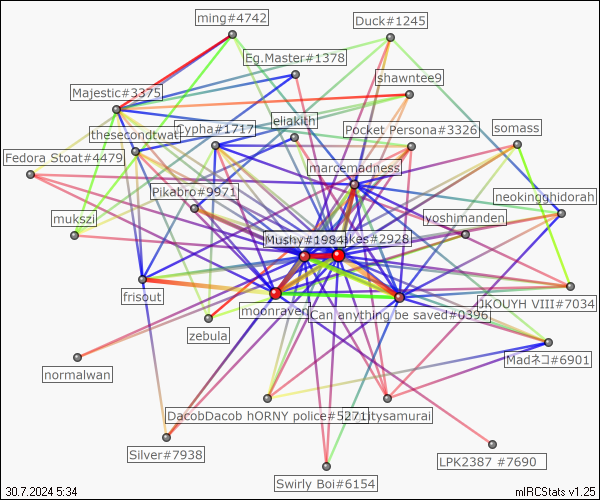 ming#4742
Duck#1245
Eg.Master#1378
shawntee9
Majestic#3375
eliakith
somass
thesecondtwat
Cypha#1717
Pocket Persona#3326
Fedora Stoat#4479
marcemadness
Pikabro#9971
neokingghidorah
mukszi
yoshimanden
Mushy#1984
akes#2928
frisout
moonraven
Can anything be saved#0396
KOUYH VIII#7034
zebula
Madネコ#6901
normalwan
DacobDacob hORNY police#5271
itysamurai
Silver#7938
LPK2387 #7690
Swirly Boi#6154
30.7.2024 5:34
mIRCStats v1.25